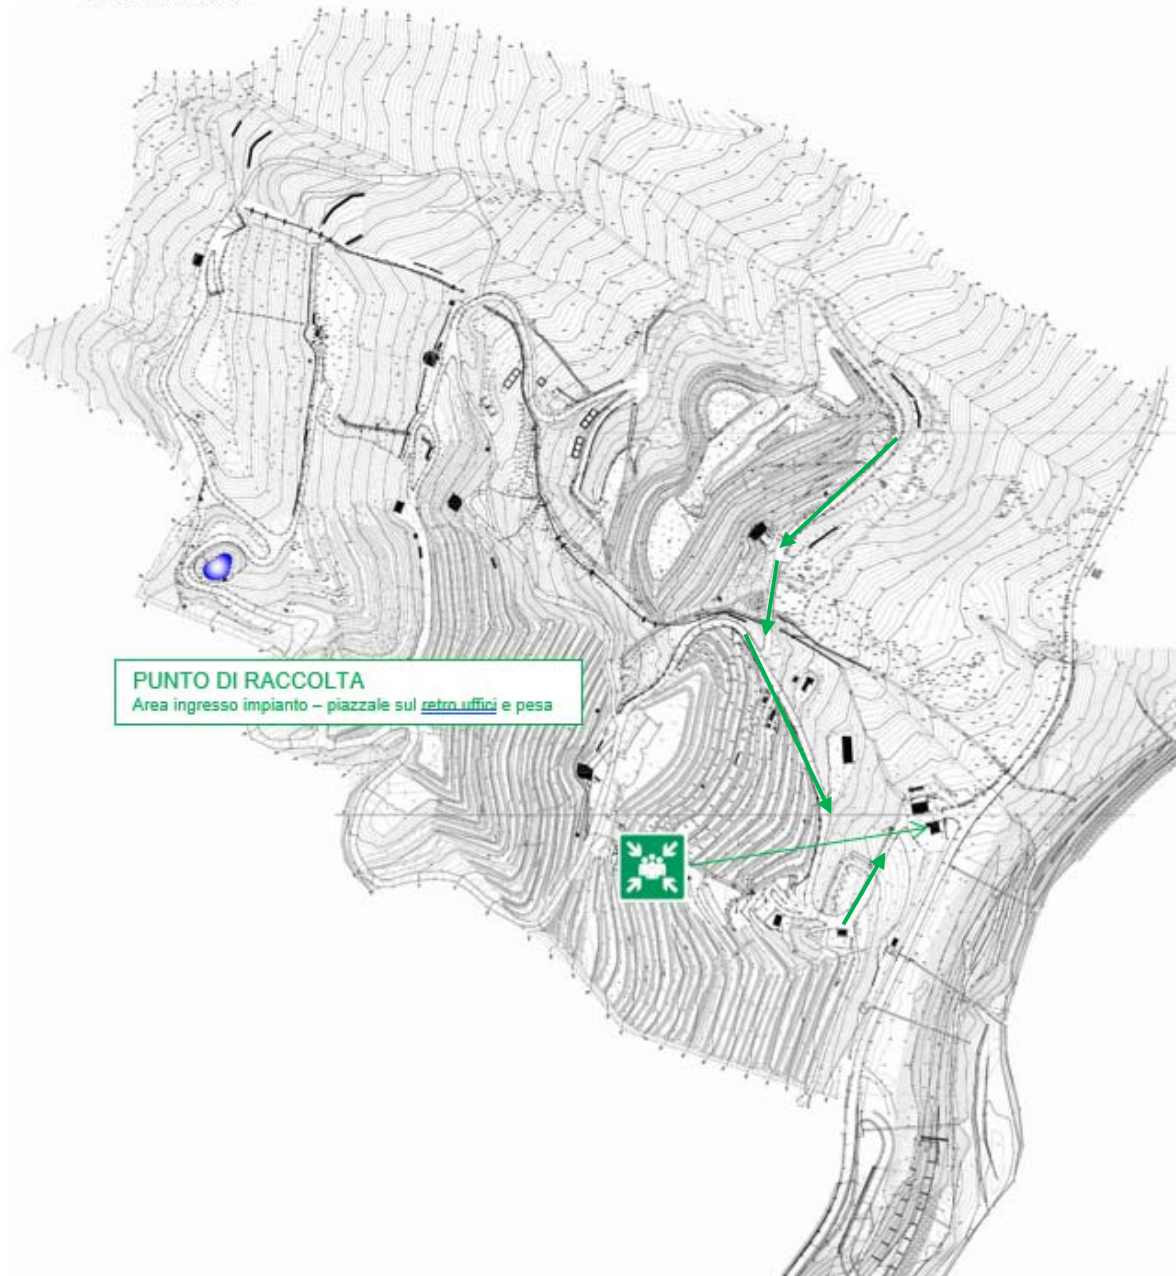 PUNTO DI RACCOLTA
Area ingresso impianto – piazzale sul retro uffici e pesa